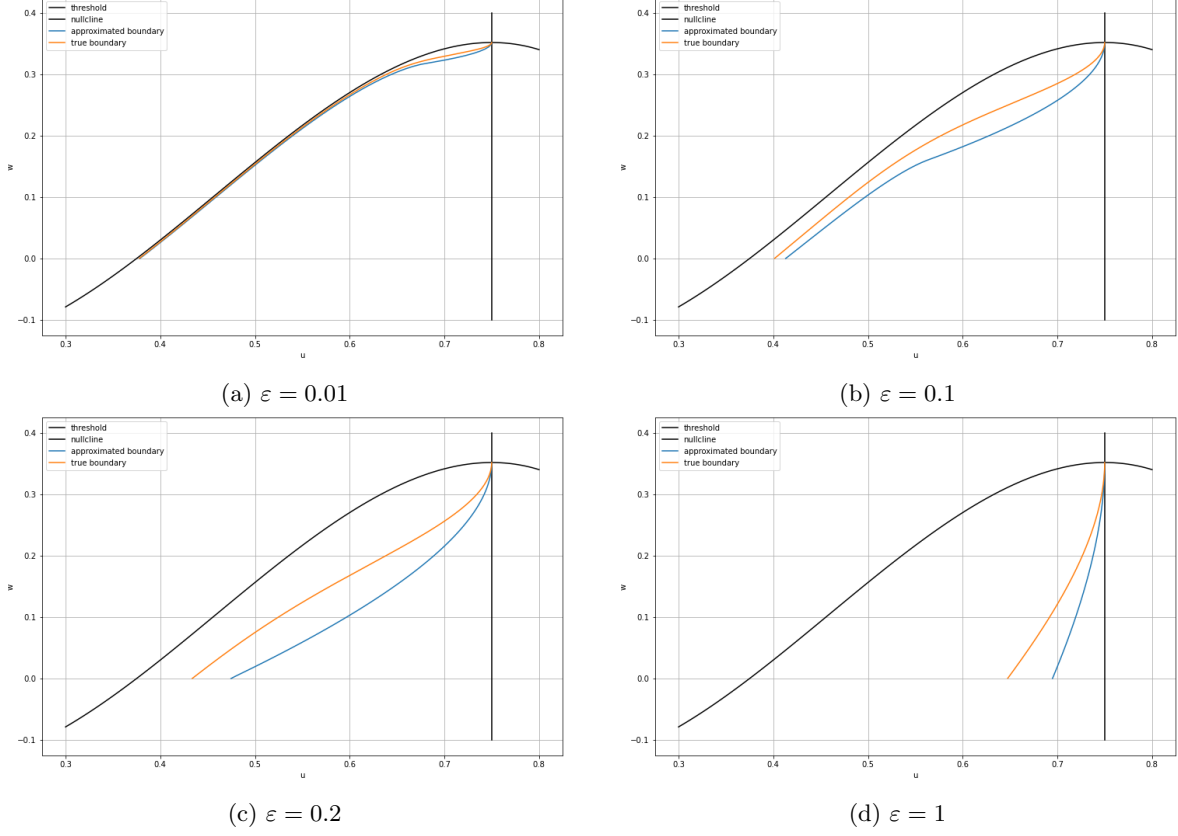 threshold
nullcline
approximated boundary
true boundary
0.4
0.3
0.2
0.1
0.0
−0.1
w
0.3 0.4 0.5 0.6 0.7 0.8
u
(a) ε = 0.01
threshold
nullcline
approximated boundary
true boundary
0.4
0.3
0.2
0.1
0.0
−0.1
w
0.3 0.4 0.5 0.6 0.7 0.8
u
(b) ε = 0.1
threshold
nullcline
approximated boundary
true boundary
0.4
0.3
0.2
0.1
0.0
−0.1
w
0.3 0.4 0.5 0.6 0.7 0.8
u
(c) ε = 0.2
threshold
nullcline
approximated boundary
true boundary
0.4
0.3
0.2
0.1
0.0
−0.1
w
0.3 0.4 0.5 0.6 0.7 0.8
u
(d) ε = 1